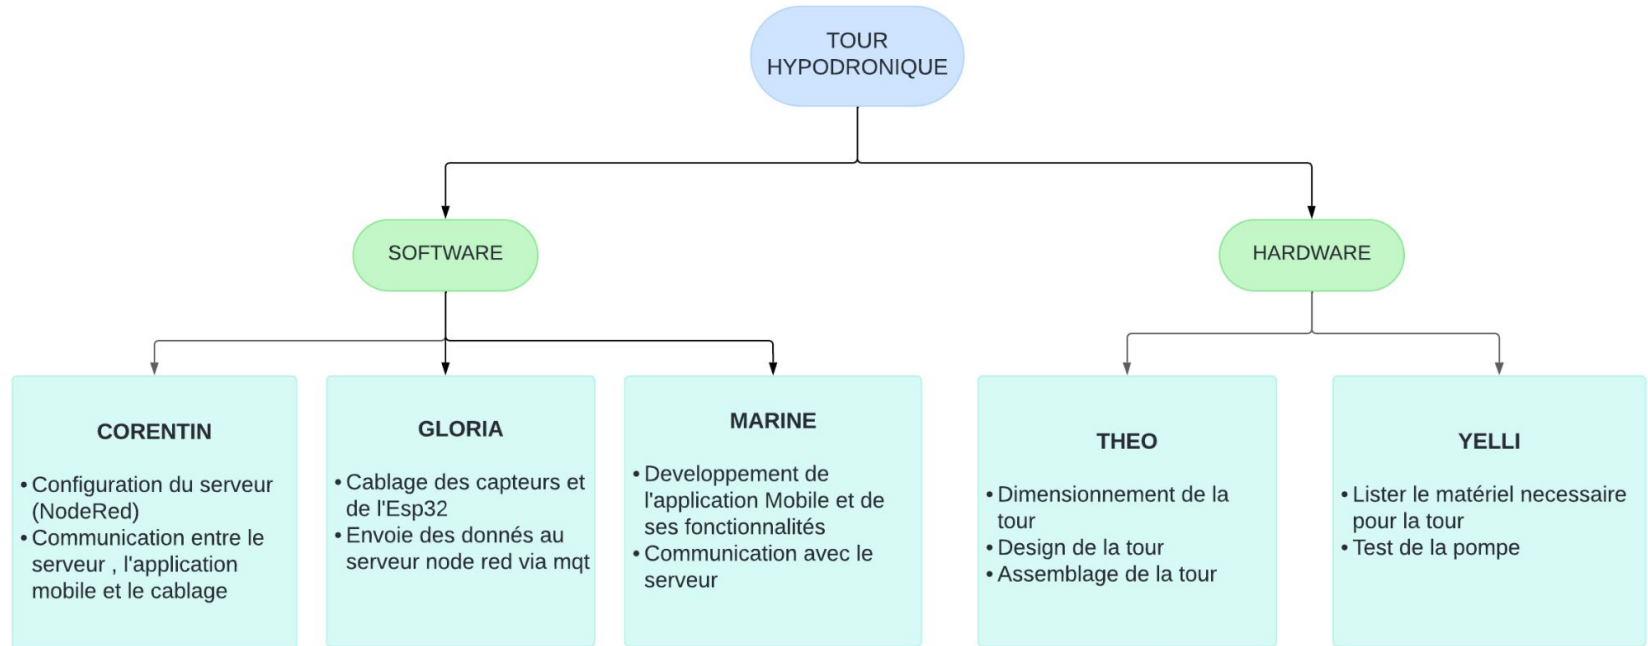 TOUR
HYPODRONIQUE
SOFTWARE
HARDWARE
CORENTIN
• Configuration du serveur
(NodeRed)
• Communication entre le
serveur , l'application
mobile et le cablage
GLORIA
• Cablage des capteurs et
de l'Esp32
• Envoie des donnés au
serveur node red via mqt
MARINE
• Developpement de
l'application Mobile et de
ses fonctionnalités
• Communication avec le
serveur
THEO
• Dimensionnement de la
tour
• Design de la tour
• Assemblage de la tour
YELLI
• Lister le matériel necessaire
pour la tour
• Test de la pompe